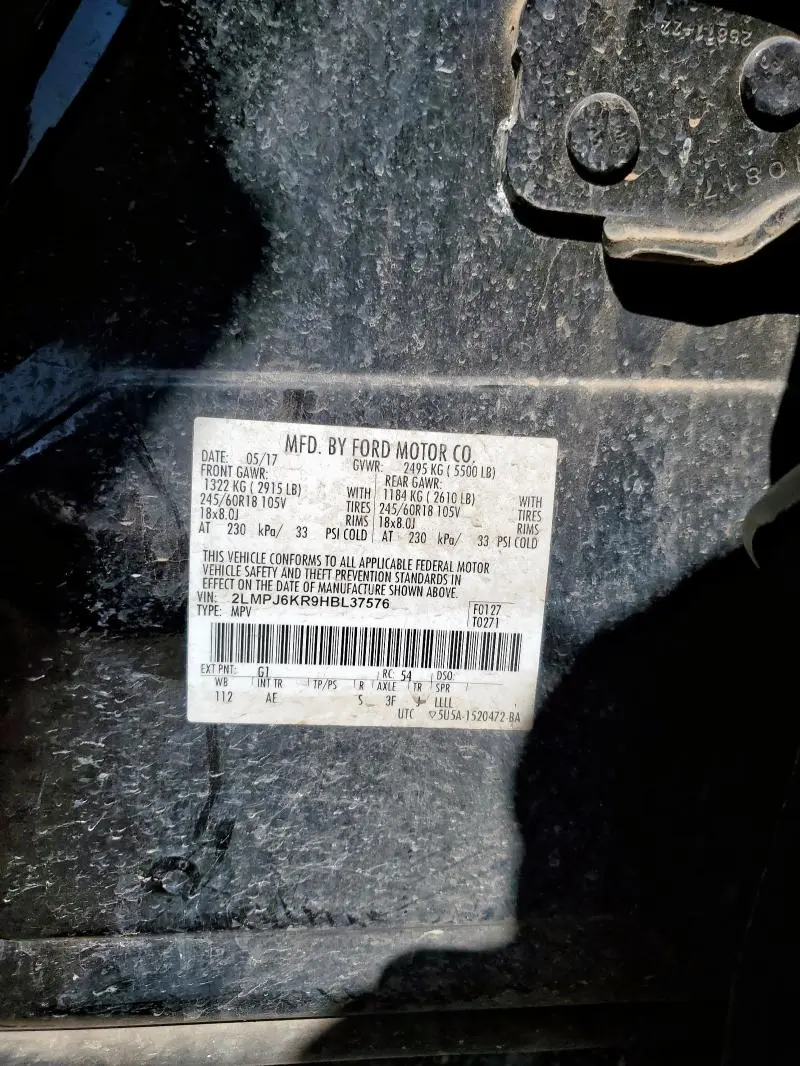 26811-22
10817
MFD. BY FORD MOTOR CO.
DATE: 05/17 GVWR: 2495 KG ( 5500 LB)
FRONT GAWR: REAR GAWR:
1322 KG ( 2915 LB) WITH 1184 KG ( 2610 LB) WITH
245/60R18 105V TIRES 245/60R18 105V TIRES
18x8.0J RIMS 18x8.0J RIMS
AT 230 kPa/ 33 PSI COLD AT 230 kPa/ 33 PSI COLD
THIS VEHICLE CONFORMS TO ALL APPLICABLE FEDERAL MOTOR
VEHICLE SAFETY AND THEFT PREVENTION STANDARDS IN
EFFECT ON THE DATE OF MANUFACTURE SHOWN ABOVE.
VIN: 2LMPJ6KR9HBL37576 F0127
TYPE: MPV T0271
EXT PNT: G1 RC: 54 DSO:
WB INT TR TP/PS R AXLE TR SPR
112 AE S 3F J LLLL
UTC ▽5U5A-1520472-BA